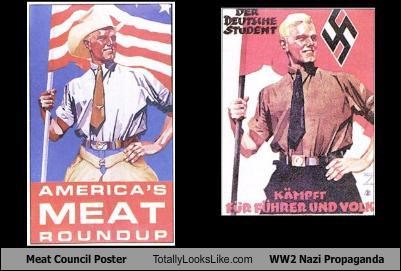 AMERICA'S
MEAT
ROUNDUP
DER
DEUTSCHE
STUDENT
KÄMPFT
FÜR FÜHRER UND VOLK
Meat Council Poster
TotallyLooksLike.com
WW2 Nazi Propaganda